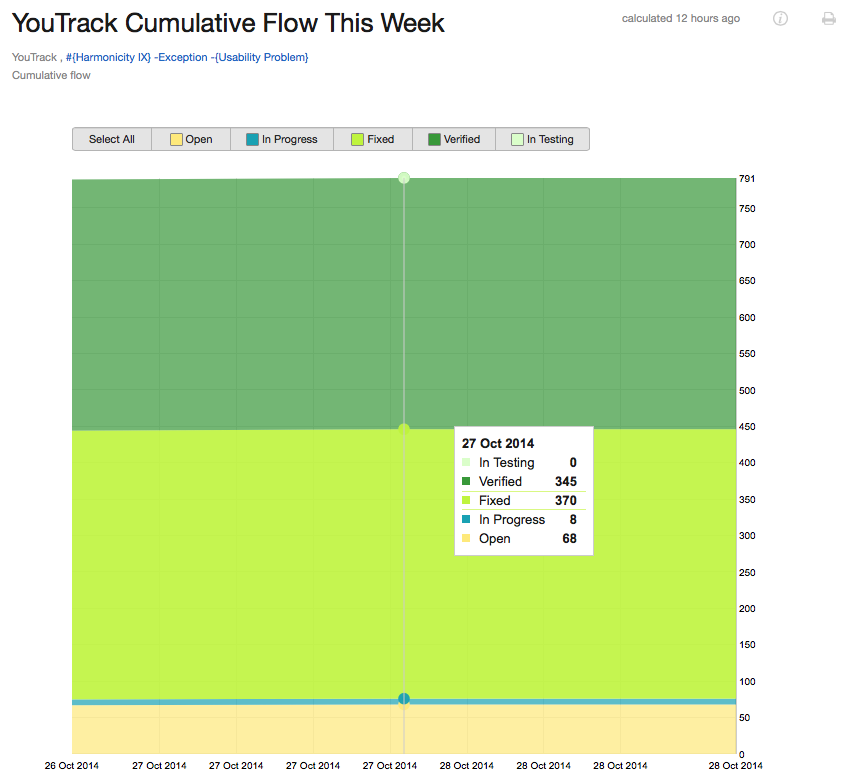 YouTrack Cumulative Flow This Week
calculated 12 hours ago
YouTrack , #{Harmonicity IX} -Exception -{Usability Problem}
Cumulative flow
Select All Open In Progress Fixed Verified In Testing
791
750
700
650
600
550
500
450
400
350
300
250
200
150
100
50
0
27 Oct 2014
In Testing 0
Verified 345
Fixed 370
In Progress 8
Open 68
26 Oct 2014 27 Oct 2014 27 Oct 2014 27 Oct 2014 27 Oct 2014 28 Oct 2014 28 Oct 2014 28 Oct 2014 28 Oct 2014